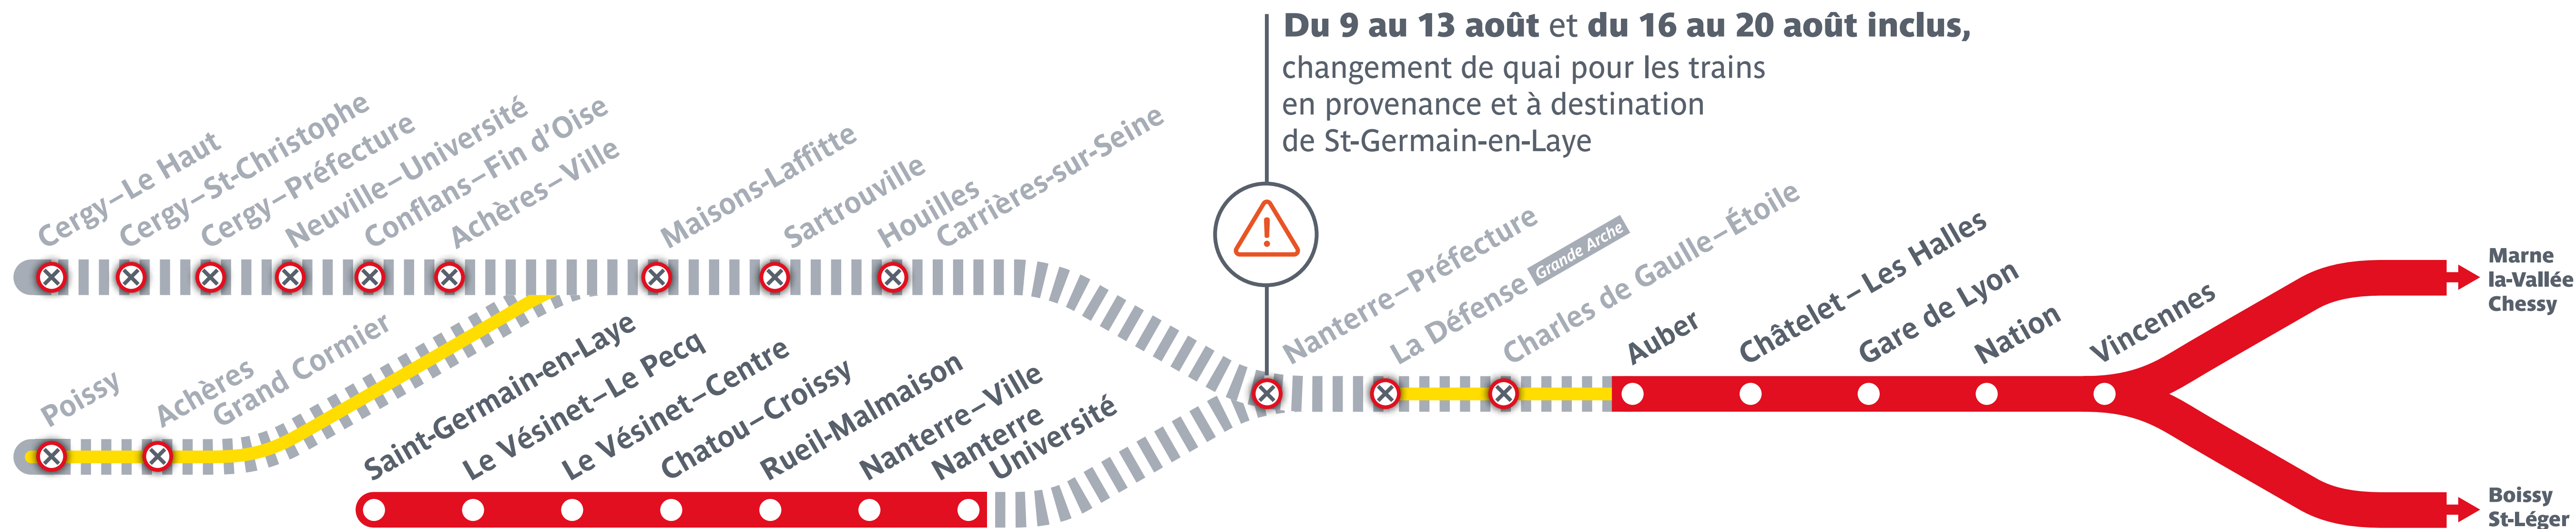 Du 9 au 13 août et du 16 au 20 août inclus,
changement de quai pour les trains
en provenance et à destination
de St-Germain-en-Laye
Cergy–Le Haut
Cergy–St-Christophe
Cergy–Préfecture
Neuville–Université
Conflans–Fin d'Oise
Achères–Ville
Maisons-Laffitte
Sartrouville
Houilles
Carrières-sur-Seine
Poissy
Achères
Grand Cormier
Saint-Germain-en-Laye
Le Vésinet–Le Pecq
Le Vésinet–Centre
Chatou–Croissy
Rueil-Malmaison
Nanterre–Ville
Nanterre
Université
Nanterre–Préfecture
La Défense Grande Arche
Charles de Gaulle–Étoile
Auber
Châtelet–Les Halles
Gare de Lyon
Nation
Vincennes
Marne
la-Vallée
Chessy
Boissy
St-Léger